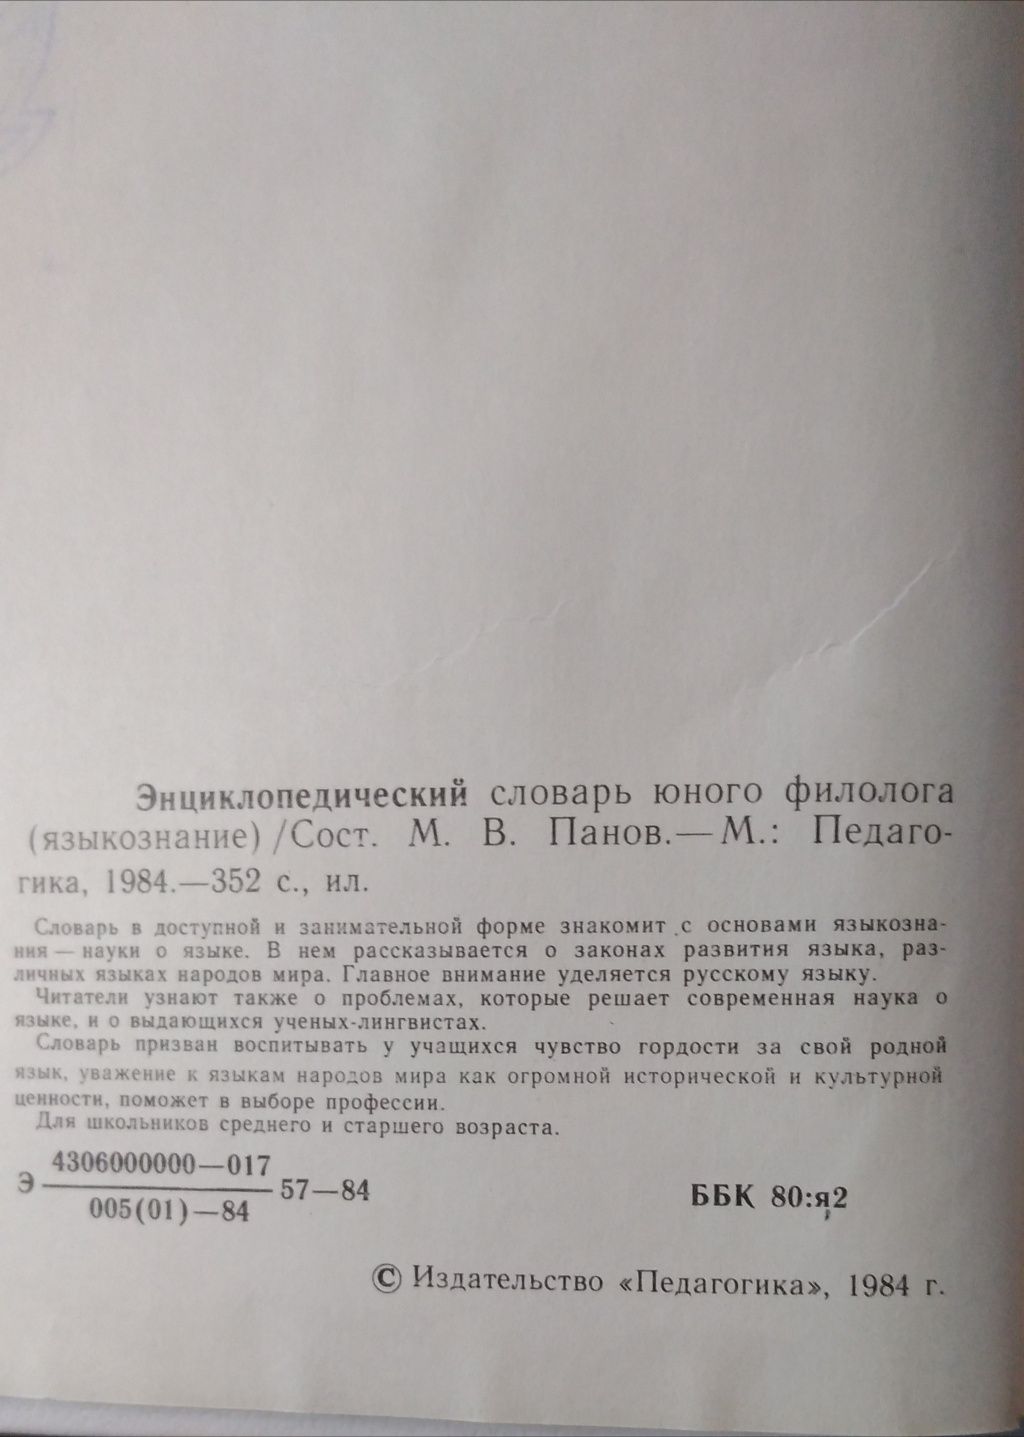 Энциклопедический словарь юного филолога
(языкознание) /Сост. М. В. Панов.—М.: Педаго-
гика, 1984.—352 с., ил.
Словарь в доступной и занимательной форме знакомит с основами языкозна-
ния — науки о языке. В нем рассказывается о законах развития языка, раз-
личных языках народов мира. Главное внимание уделяется русскому языку.
Читатели узнают также о проблемах, которые решает современная наука о
языке, и о выдающихся ученых-лингвистах.
Словарь призван воспитывать у учащихся чувство гордости за свой родной
язык, уважение к языкам народов мира как огромной исторической и культурной
ценности, поможет в выборе профессии.
Для школьников среднего и старшего возраста.
4306000000—017
Э 57—84
005(01)—84
ББК 80:я2
© Издательство «Педагогика», 1984 г.